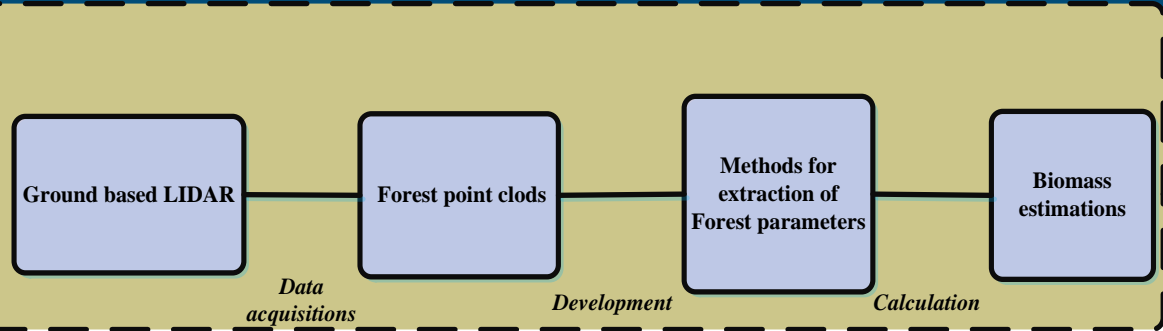 Ground based LIDAR
Forest point clods
Methods for
extraction of
Forest parameters
Biomass
estimations
Data
acquisitions
Development
Calculation